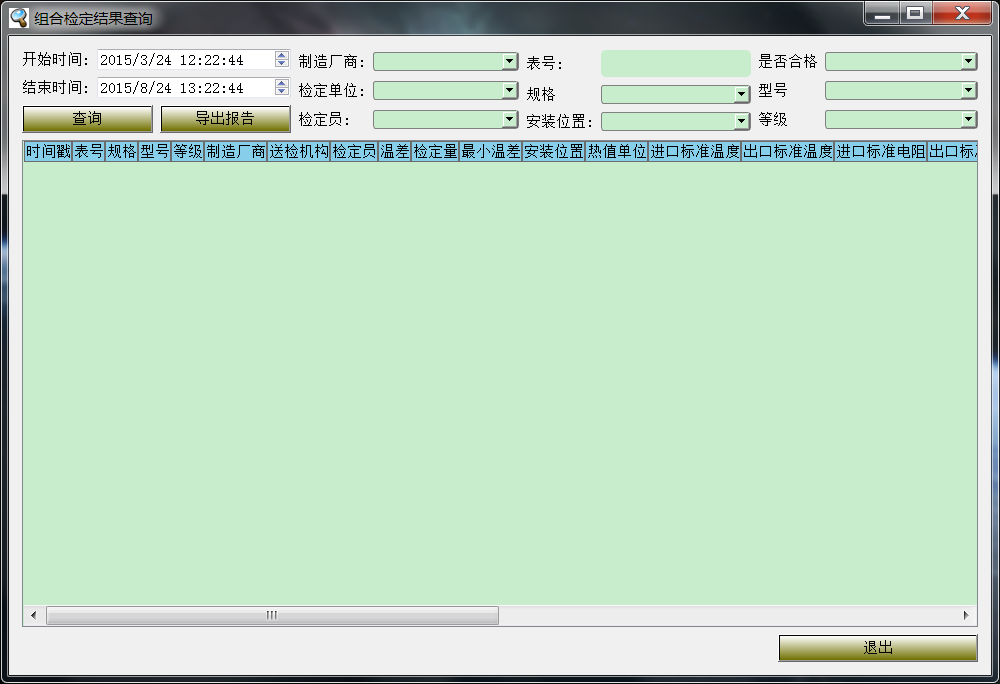 组合检定结果查询
开始时间: 2015/3/24 12:22:44 制造厂商: 表号: 是否合格
结束时间: 2015/8/24 13:22:44 检定单位: 规格 型号
查询 导出报告 检定员: 安装位置: 等级
时间戳 表号 规格 型号 等级 制造厂商 送检机构 检定员 温差 检定量 最小温差 安装位置 热值单位 进口标准温度 出口标准温度 进口标准电阻 出口标
退出